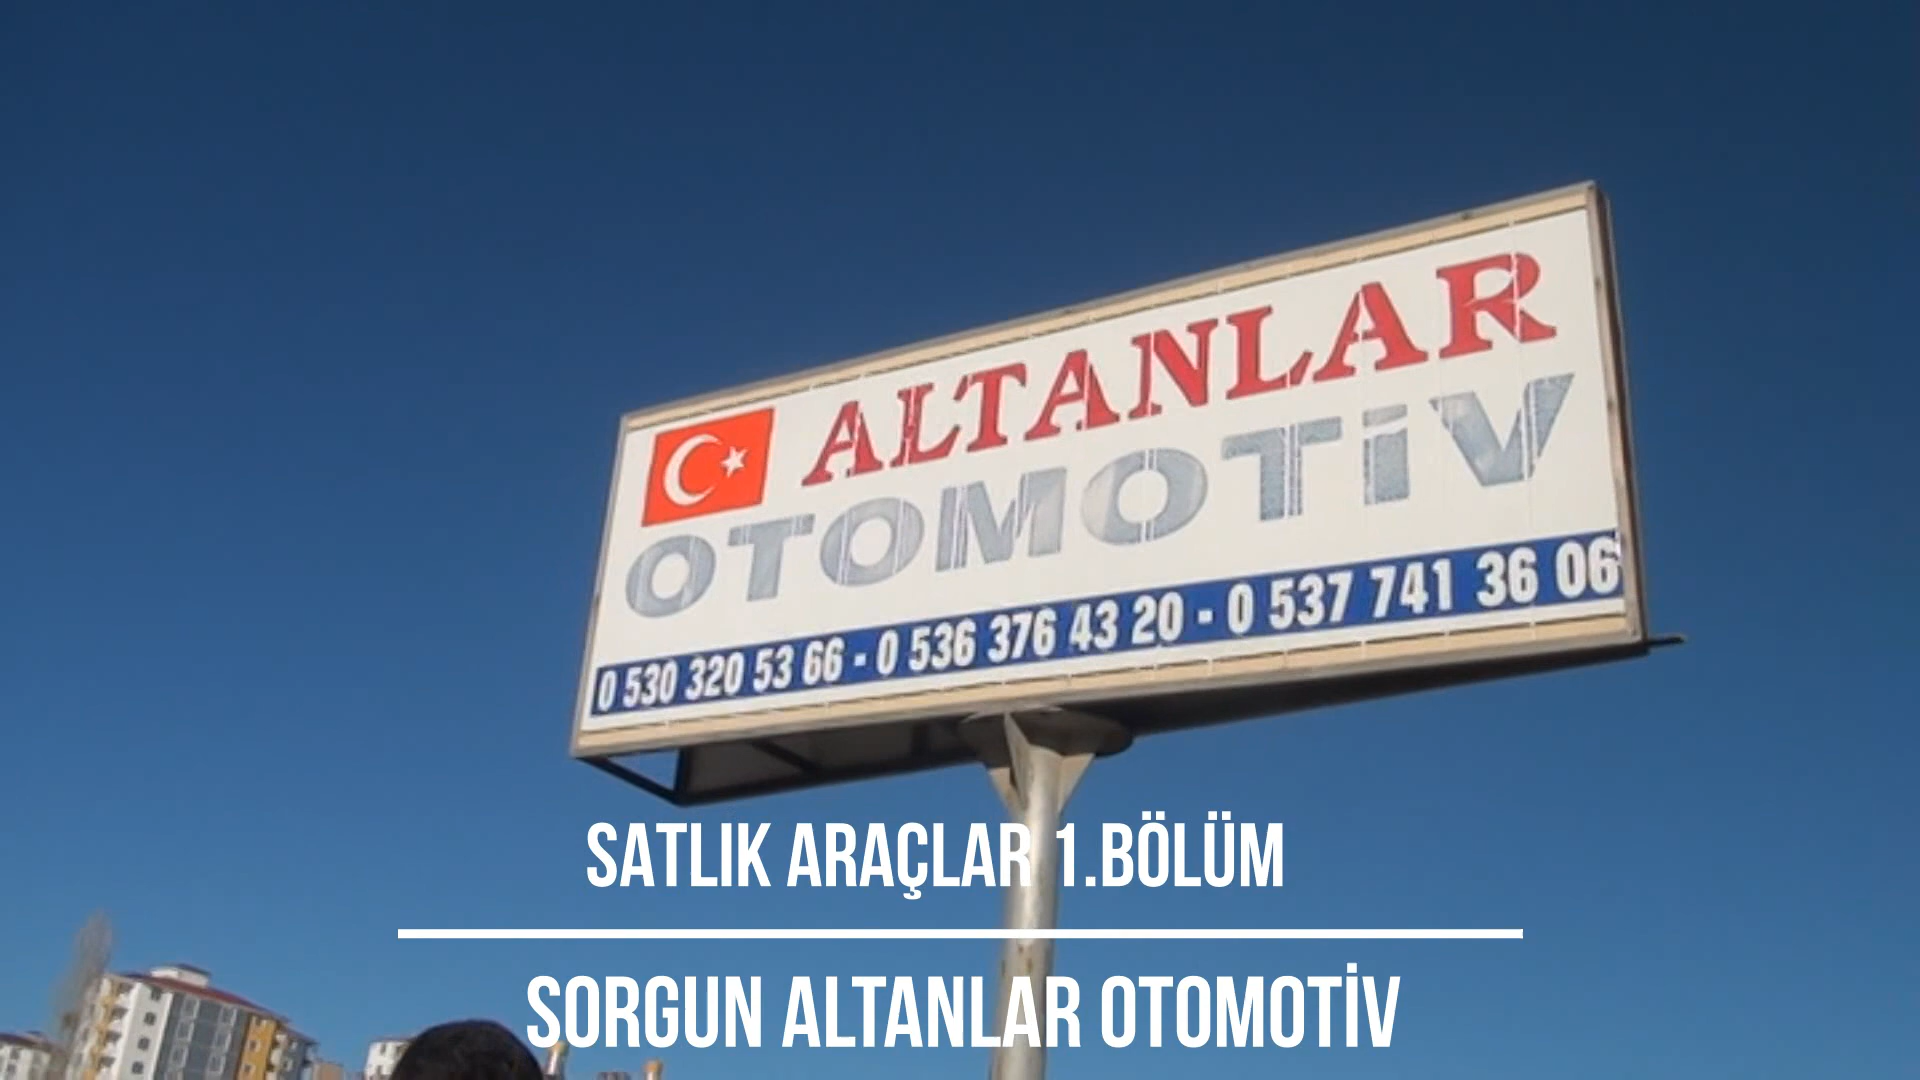 ALTANLAR
OTOMOTİV
0 530 320 53 66 - 0 536 376 43 20 - 0 537 741 36 06
SATLIK ARAÇLAR 1.BÖLÜM
SORGUN ALTANLAR OTOMOTİV